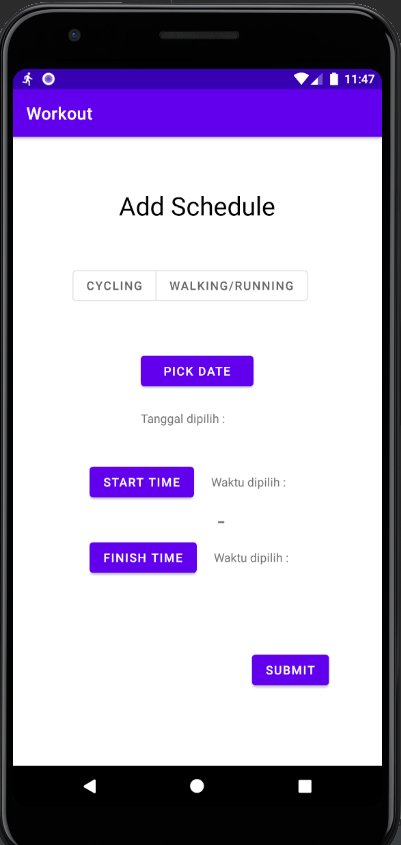 11:47
Workout
Add Schedule
CYCLING WALKING/RUNNING
PICK DATE
Tanggal dipilih :
START TIME Waktu dipilih :
-
FINISH TIME Waktu dipilih :
SUBMIT